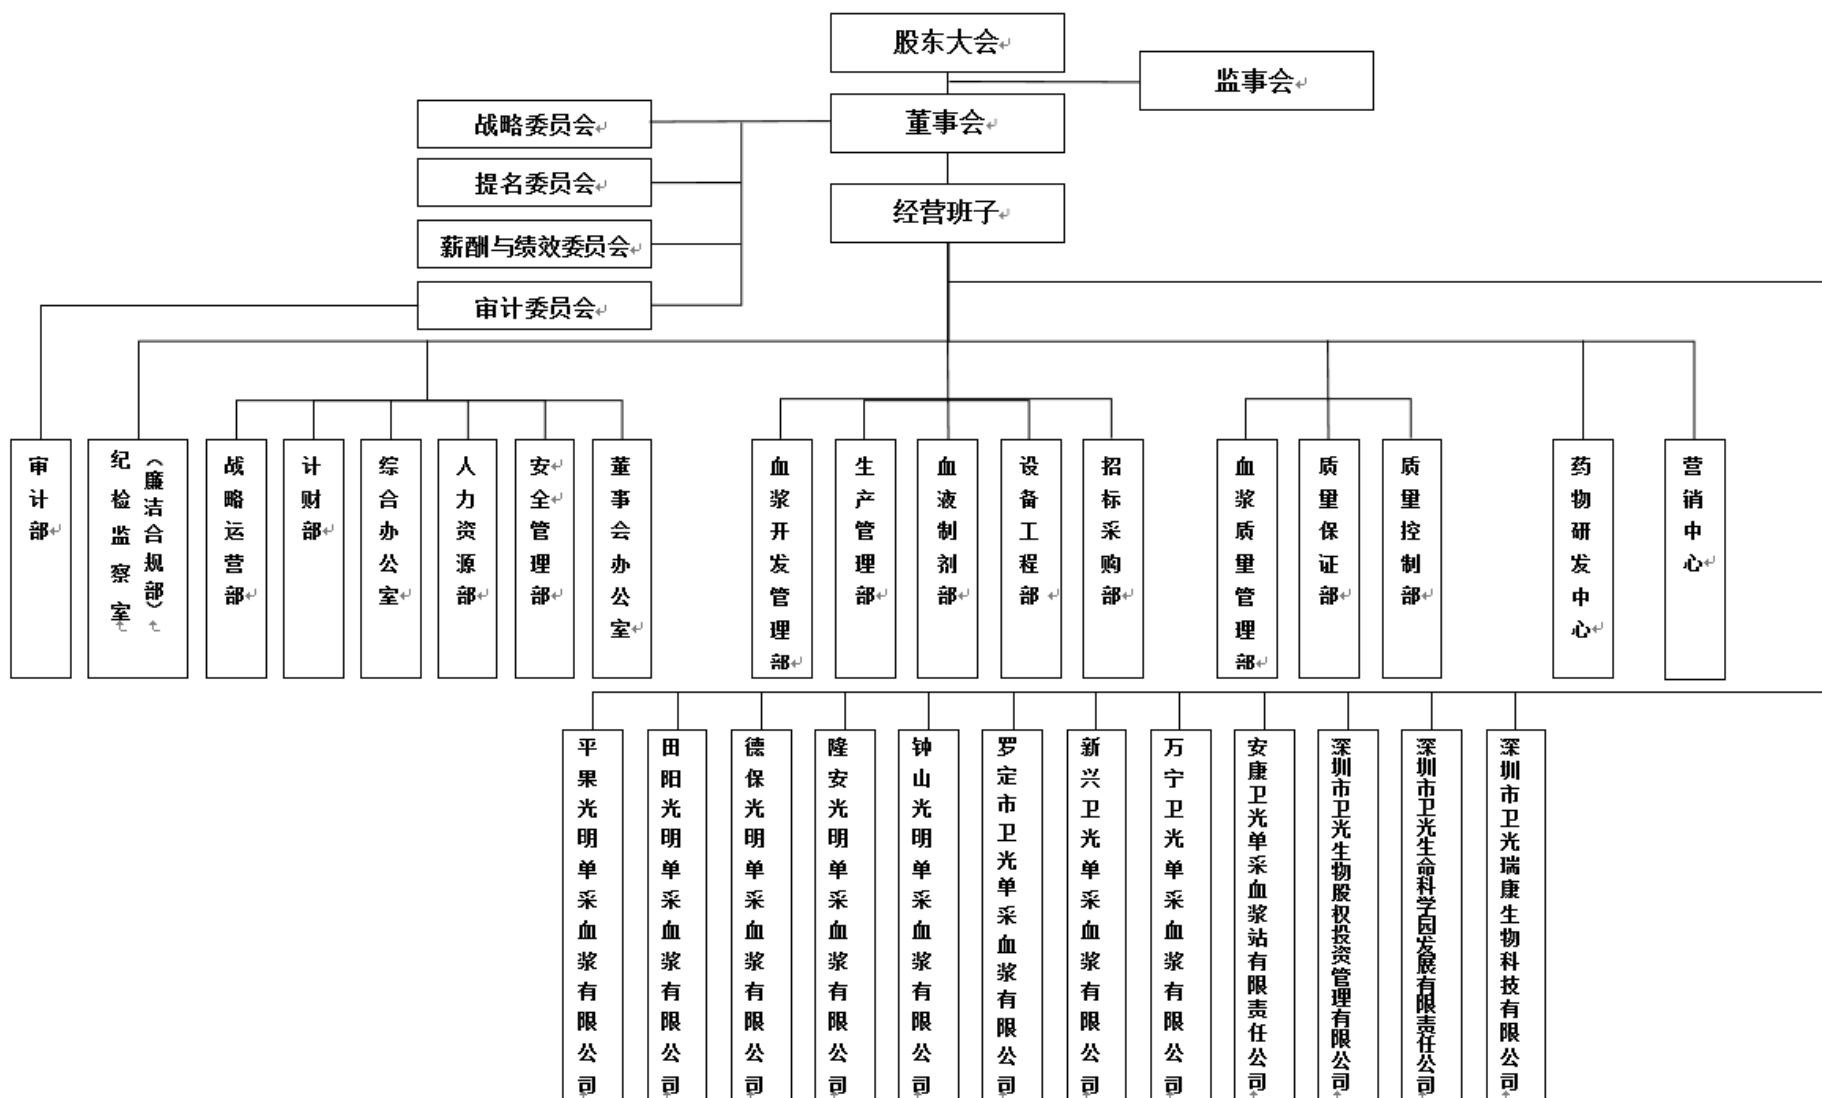 股东大会
监事会
董事会
战略委员会
提名委员会
经营班子
薪酬与绩效委员会
审计委员会
审计部
纪检监察室
（廉洁合规部）
战略运营部
计财部
综合办公室
人力资源部
安全管理部
董事会办公室
血浆开发管理部
生产管理部
血液制剂部
设备工程部
招标采购部
血浆质量管理部
质量保证部
质量控制部
药物研发中心
营销中心
平果光明单采血浆有限公司
田阳光明单采血浆有限公司
德保光明单采血浆有限公司
隆安光明单采血浆有限公司
钟山光明单采血浆有限公司
罗定市卫光单采血浆有限公司
新兴卫光单采血浆有限公司
万宁卫光单采血浆有限公司
安康卫光单采血浆站有限责任公司
深圳市卫光生物股权投资管理有限公司
深圳市卫光生命科学园发展有限责任公司
深圳市卫光瑞康生物科技有限公司